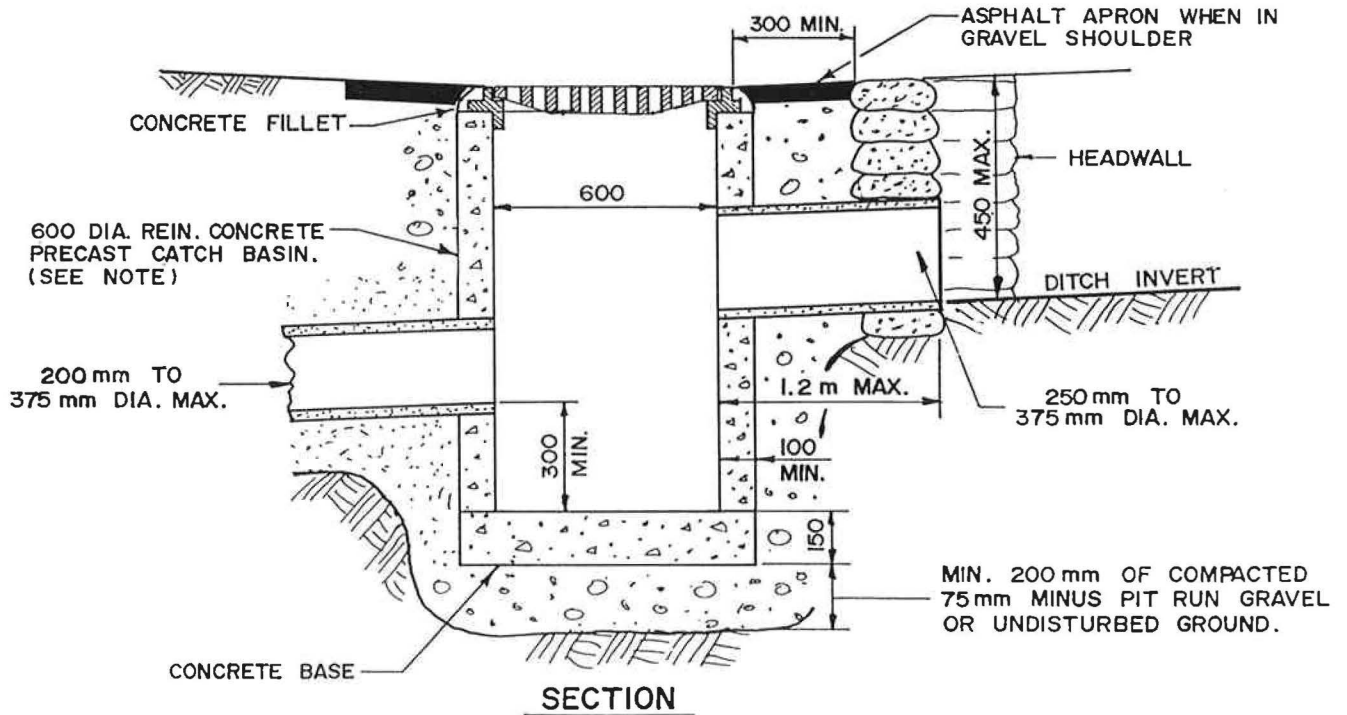 300 MIN.
ASPHALT APRON WHEN IN
GRAVEL SHOULDER
CONCRETE FILLET
HEADWALL
450 MAX.
600
600 DIA. REIN. CONCRETE
PRECAST CATCH BASIN.
(SEE NOTE)
DITCH INVERT
200 mm TO
375 mm DIA. MAX.
1.2 m MAX.
250 mm TO
375 mm DIA. MAX.
300
MIN.
100
MIN.
150
MIN. 200 mm OF COMPACTED
75 mm MINUS PIT RUN GRAVEL
OR UNDISTURBED GROUND.
CONCRETE BASE
SECTION